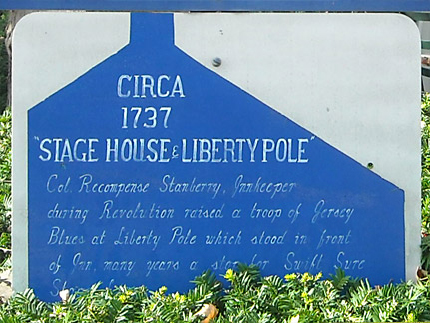 CIRCA
1737
"STAGE HOUSE & LIBERTY POLE"
Col. Recompense Stanberry, Innkeeper
during Revolution raised a troop of Jersey
Blues at Liberty Pole which stood in front
of Inn, many years a stop for Swift Sure